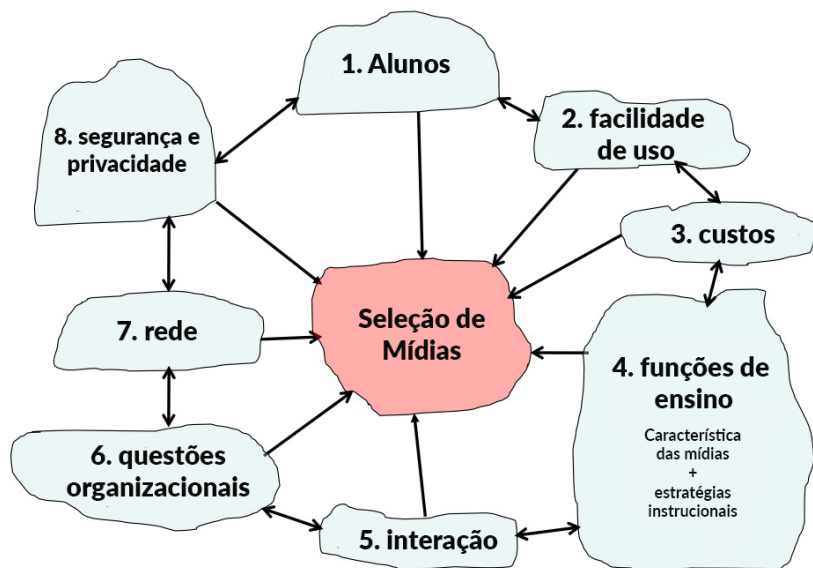 1. Alunos
2. facilidade
de uso
3. custos
4. funções de
ensino
Característica
das mídias
+
estratégias
instrucionais
5. interação
6. questões
organizacionais
7. rede
8. segurança e
privacidade
Seleção de
Mídias